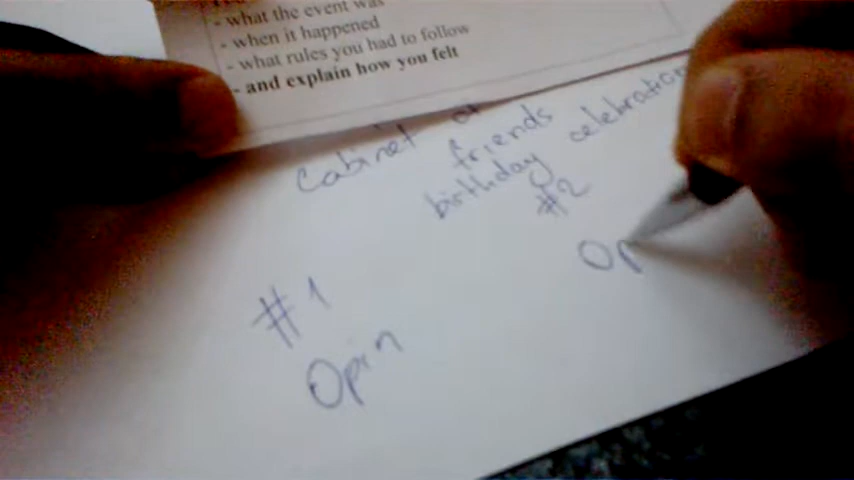 - what the event was
- when it happened
- what rules you had to follow
- and explain how you felt
Cabinet
friends
birthday celebration
#2
Op
#1
Opin